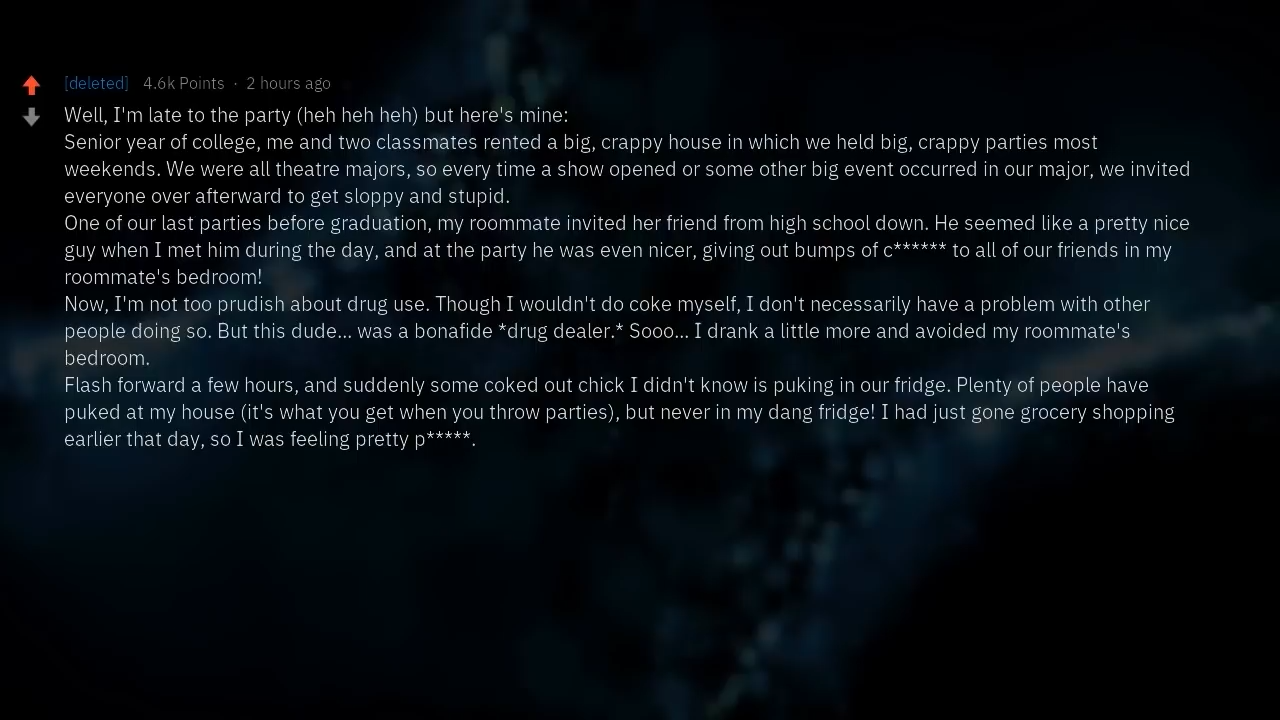 [deleted] 4.6k Points · 2 hours ago
Well, I'm late to the party (heh heh heh) but here's mine:
Senior year of college, me and two classmates rented a big, crappy house in which we held big, crappy parties most
weekends. We were all theatre majors, so every time a show opened or some other big event occurred in our major, we invited
everyone over afterward to get sloppy and stupid.
One of our last parties before graduation, my roommate invited her friend from high school down. He seemed like a pretty nice
guy when I met him during the day, and at the party he was even nicer, giving out bumps of c****** to all of our friends in my
roommate's bedroom!
Now, I'm not too prudish about drug use. Though I wouldn't do coke myself, I don't necessarily have a problem with other
people doing so. But this dude... was a bonafide *drug dealer.* Sooo... I drank a little more and avoided my roommate's
bedroom.
Flash forward a few hours, and suddenly some coked out chick I didn't know is puking in our fridge. Plenty of people have
puked at my house (it's what you get when you throw parties), but never in my dang fridge! I had just gone grocery shopping
earlier that day, so I was feeling pretty p*****.